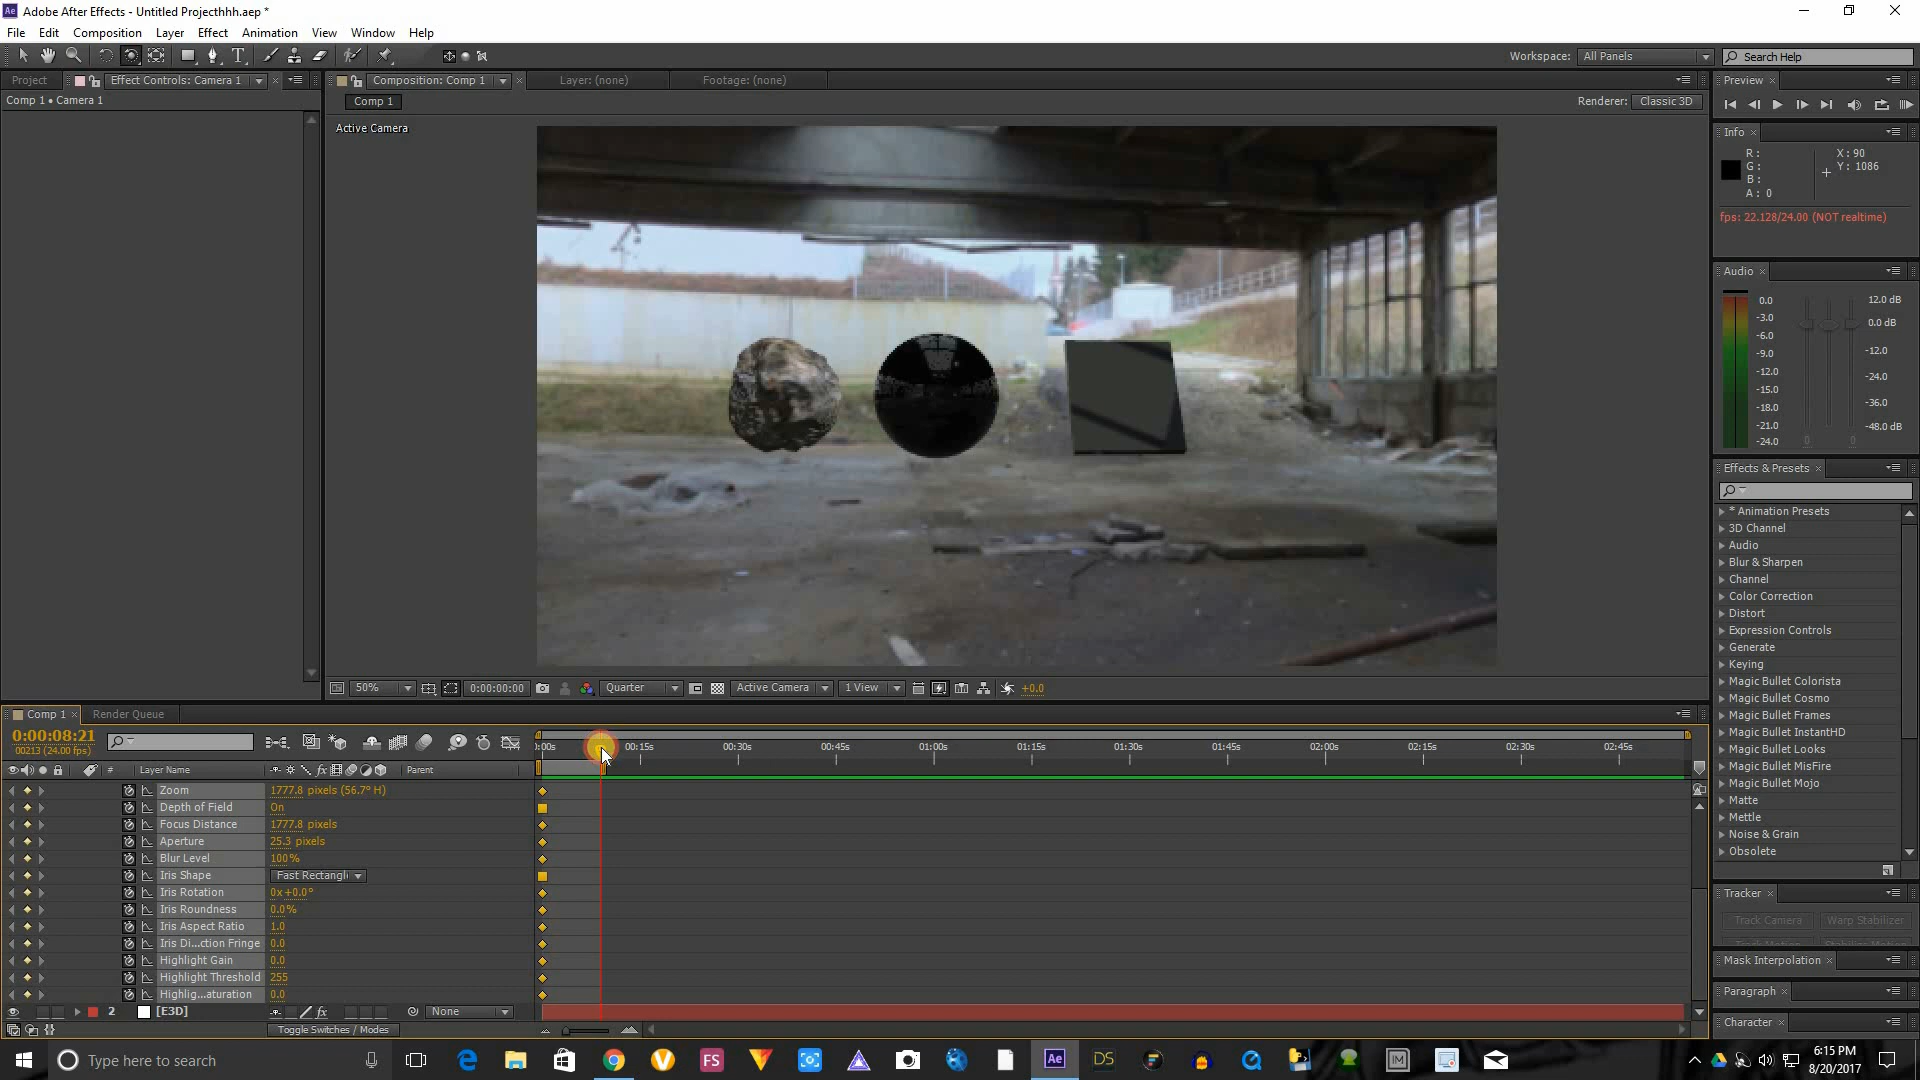 Adobe After Effects - Untitled Projecthhh.aep *
File Edit Composition Layer Effect Animation View Window Help
Workspace: All Panels
Search Help
Project Effect Controls: Camera 1
Comp 1 • Camera 1
Composition: Comp 1 Layer: (none) Footage: (none)
Comp 1
Renderer: Classic 3D
Active Camera
50% 0:00:00:00 Quarter Active Camera 1 View +0.0
Preview
Info
R:
G:
B:
A: 0
X: 90
Y: 1086
fps: 22.128/24.00 (NOT realtime)
Audio
0.0
-3.0
-6.0
-9.0
-12.0
-15.0
-18.0
-21.0
-24.0
12.0 dB
0.0 dB
-12.0
-24.0
-36.0
-48.0 dB
0 0
Effects & Presets
* Animation Presets
3D Channel
Audio
Blur & Sharpen
Channel
Color Correction
Distort
Expression Controls
Generate
Keying
Magic Bullet Colorista
Magic Bullet Cosmo
Magic Bullet Frames
Magic Bullet InstantHD
Magic Bullet Looks
Magic Bullet MisFire
Magic Bullet Mojo
Matte
Mettle
Noise & Grain
Obsolete
Tracker
Track Camera Warp Stabilizer
Mask Interpolation
Paragraph
Character
Comp 1 Render Queue
0:00:08:21
00213 (24.00 fps)
# Layer Name Parent
0:00s 00:15s 00:30s 00:45s 01:00s 01:15s 01:30s 01:45s 02:00s 02:15s 02:30s 02:45s
Zoom 1777.8 pixels (56.7° H)
Depth of Field On
Focus Distance 1777.8 pixels
Aperture 25.3 pixels
Blur Level 100%
Iris Shape Fast Rectangl
Iris Rotation 0x+0.0°
Iris Roundness 0.0%
Iris Aspect Ratio 1.0
Iris Di...ction Fringe 0.0
Highlight Gain 0.0
Highlight Threshold 255
Highlig...aturation 0.0
2 [E3D] fx None
Toggle Switches / Modes
Type here to search
FS Ae DS IM
6:15 PM
8/20/2017